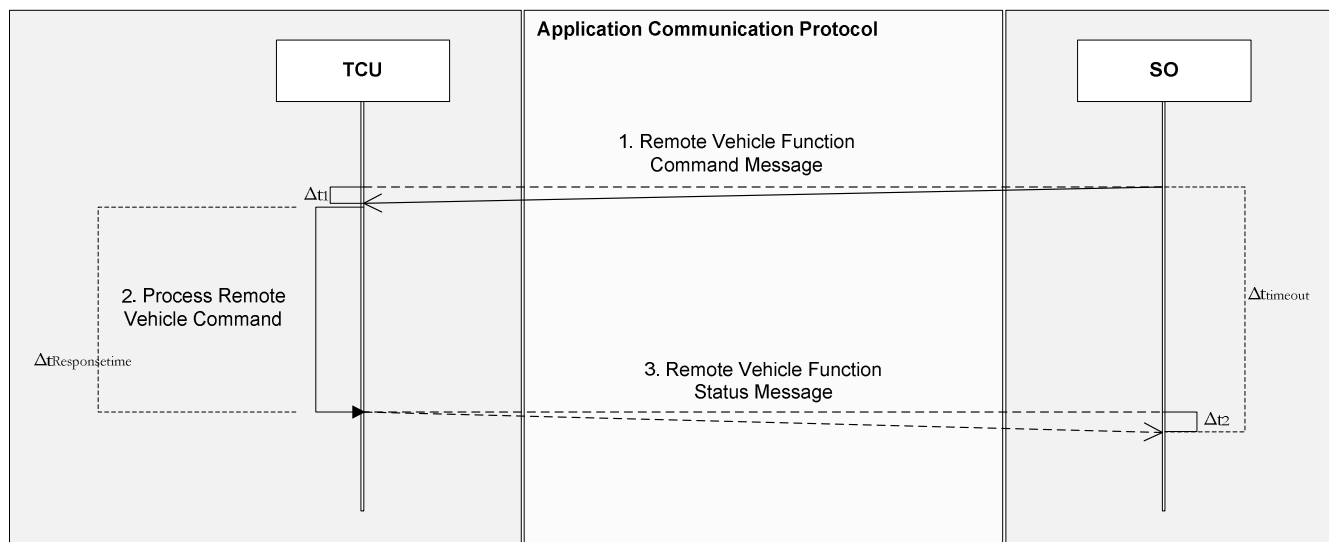 Application Communication Protocol
TCU
SO
1. Remote Vehicle Function
Command Message
Δt1
2. Process Remote
Vehicle Command
Δttimeout
ΔtResponsetime
3. Remote Vehicle Function
Status Message
Δt2